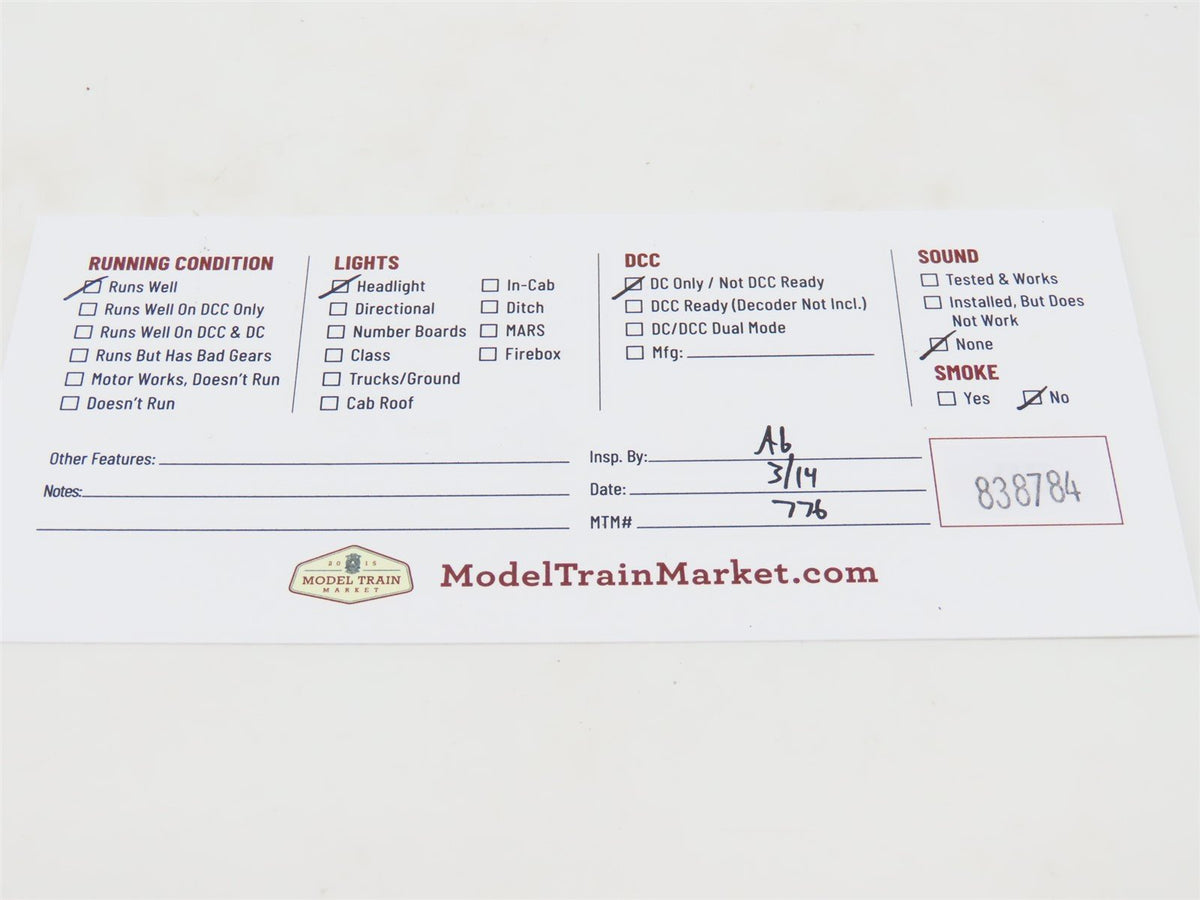 RUNNING CONDITION
Runs Well
Runs Well On DCC Only
Runs Well On DCC & DC
Runs But Has Bad Gears
Motor Works, Doesn't Run
Doesn't Run
LIGHTS
Headlight
Directional
Number Boards
Class
Trucks/Ground
Cab Roof
In-Cab
Ditch
MARS
Firebox
DCC
DC Only / Not DCC Ready
DCC Ready (Decoder Not Incl.)
DC/DCC Dual Mode
Mfg:
SOUND
Tested & Works
Installed, But Does
Not Work
None
SMOKE
Yes No
Other Features:
Notes:
Insp. By: Ab
Date: 3/14
MTM# 776
838784
2015
MODEL TRAIN
MARKET
ModelTrainMarket.com